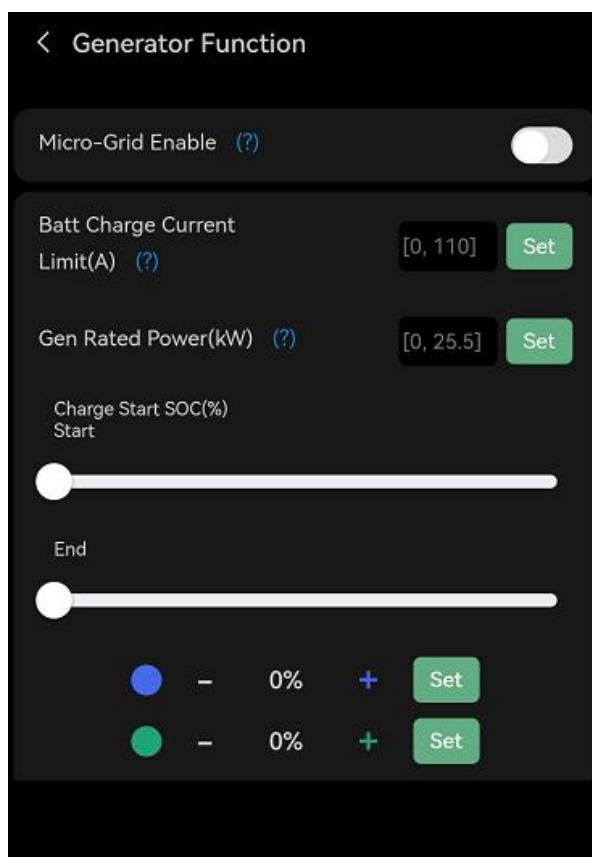 Generator Function
Micro-Grid Enable (?)
Batt Charge Current
Limit(A) (?)
[0, 110] Set
Gen Rated Power(kW) (?) [0, 25.5] Set
Charge Start SOC(%)
Start
End
- 0% + Set
- 0% + Set